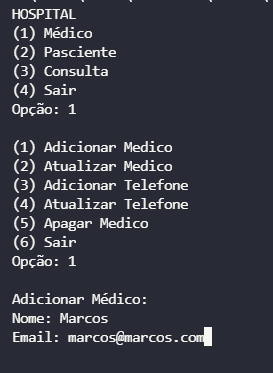 HOSPITAL
(1) Médico
(2) Pasciente
(3) Consulta
(4) Sair
Opção: 1
(1) Adicionar Medico
(2) Atualizar Medico
(3) Adicionar Telefone
(4) Atualizar Telefone
(5) Apagar Medico
(6) Sair
Opção: 1
Adicionar Médico:
Nome: Marcos
Email: marcos@marcos.com